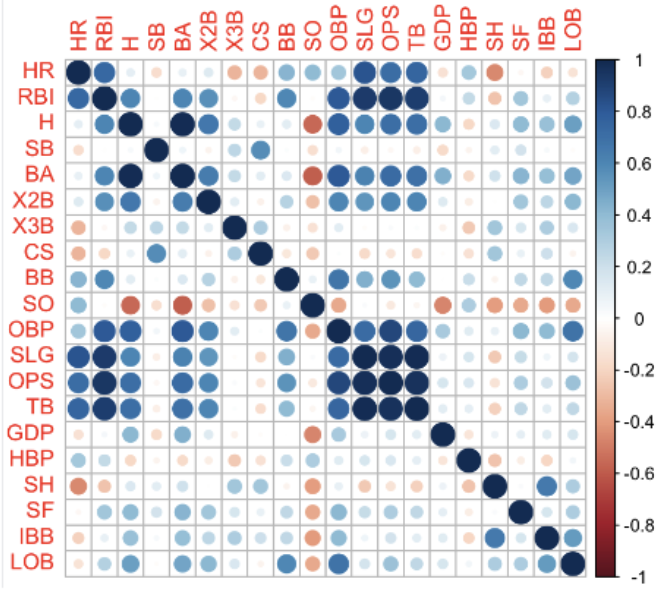 HR RBI H SB BA X2B X3B CS BB SO OBP SLG OPS TB GDP HBP SH SF IBB LOB
HR
RBI
H
SB
BA
X2B
X3B
CS
BB
SO
OBP
SLG
OPS
TB
GDP
HBP
SH
SF
IBB
LOB
1
0.8
0.6
0.4
0.2
0
-0.2
-0.4
-0.6
-0.8
-1